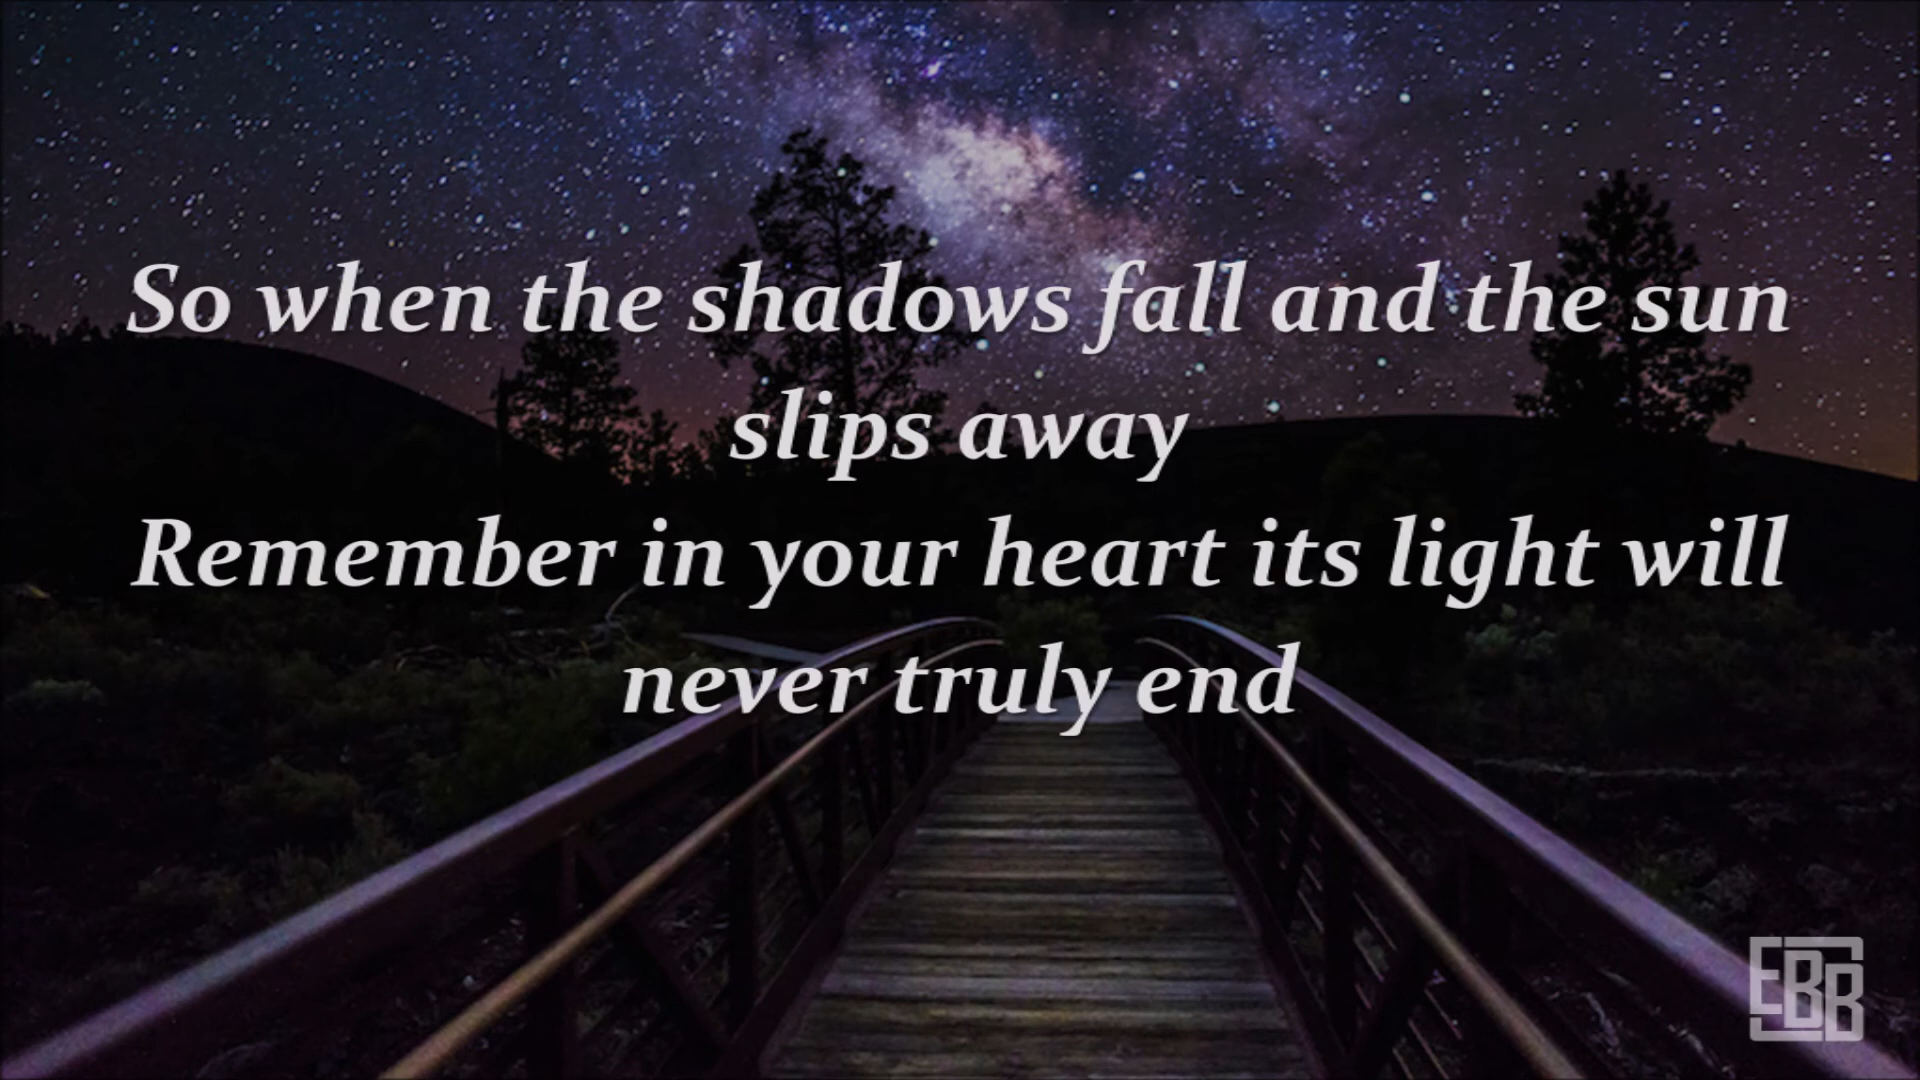 So when the shadows fall and the sun
slips away
Remember in your heart its light will
never truly end
EBB